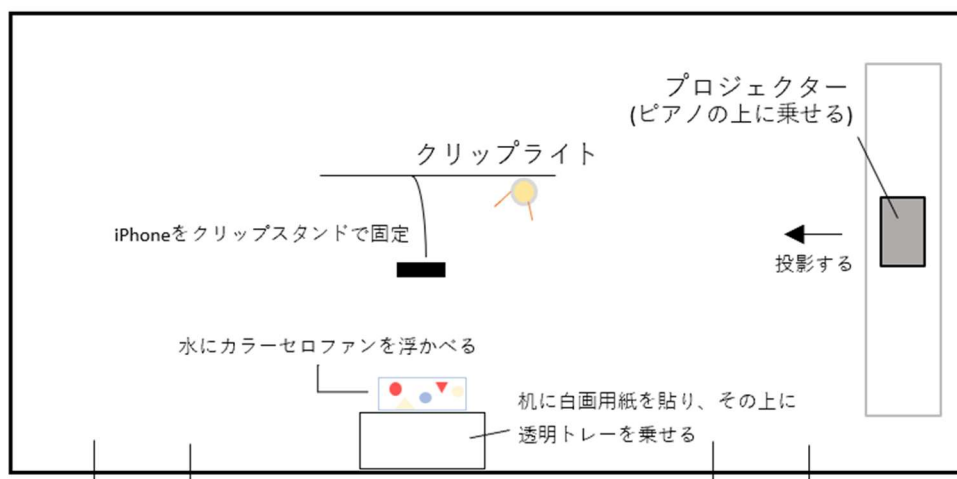 プロジェクター
(ピアノの上に乗せる)
クリップライト
iPhoneをクリップスタンドで固定
投影する
水にカラーセロファンを浮かべる
机に白画用紙を貼り、その上に
透明トレーを乗せる